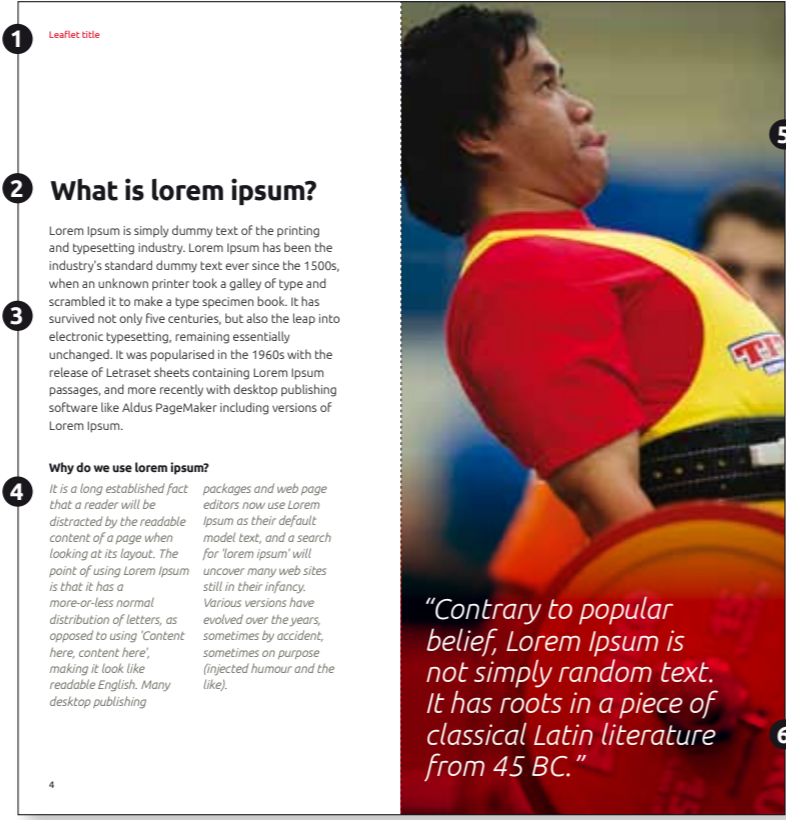 1
Leaflet title
2
What is lorem ipsum?
Lorem Ipsum is simply dummy text of the printing
and typesetting industry. Lorem Ipsum has been the
industry's standard dummy text ever since the 1500s,
when an unknown printer took a galley of type and
scrambled it to make a type specimen book. It has
3
survived not only five centuries, but also the leap into
electronic typesetting, remaining essentially
unchanged. It was popularised in the 1960s with the
release of Letraset sheets containing Lorem Ipsum
passages, and more recently with desktop publishing
software like Aldus PageMaker including versions of
Lorem Ipsum.
Why do we use lorem ipsum?
4
It is a long established fact
that a reader will be
distracted by the readable
content of a page when
looking at its layout. The
point of using Lorem Ipsum
is that it has a
more-or-less normal
distribution of letters, as
opposed to using 'Content
here, content here',
making it look like
readable English. Many
desktop publishing
packages and web page
editors now use Lorem
Ipsum as their default
model text, and a search
for 'lorem ipsum' will
uncover many web sites
still in their infancy.
Various versions have
evolved over the years,
sometimes by accident,
sometimes on purpose
(injected humour and the
like).
4
5
“Contrary to popular
belief, Lorem Ipsum is
not simply random text.
It has roots in a piece of
6
classical Latin literature
from 45 BC.”